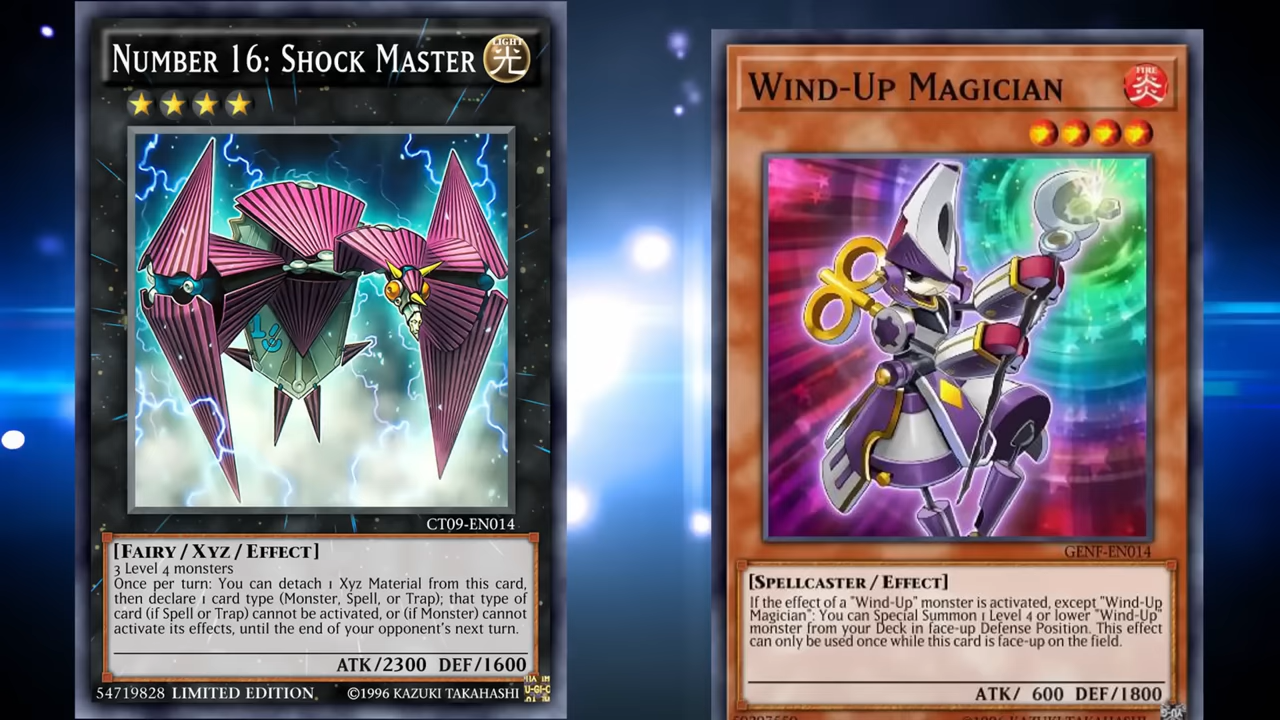 NUMBER 16: SHOCK MASTER
LIGHT
光
16
CT09-EN014
[FAIRY / XYZ / EFFECT]
3 Level 4 monsters
Once per turn: You can detach 1 Xyz Material from this card,
then declare 1 card type (Monster, Spell, or Trap); that type of
card (if Spell or Trap) cannot be activated, or (if Monster) cannot
activate its effects, until the end of your opponent's next turn.
ATK/2300 DEF/1600
54719828 LIMITED EDITION ©1996 KAZUKI TAKAHASHI
WIND-UP MAGICIAN
FIRE
炎
GENF-EN014
[SPELLCASTER / EFFECT]
If the effect of a "Wind-Up" monster is activated, except "Wind-Up
Magician": You can Special Summon 1 Level 4 or lower "Wind-Up"
monster from your Deck in face-up Defense Position. This effect
can only be used once while this card is face-up on the field.
ATK/ 600 DEF/1800